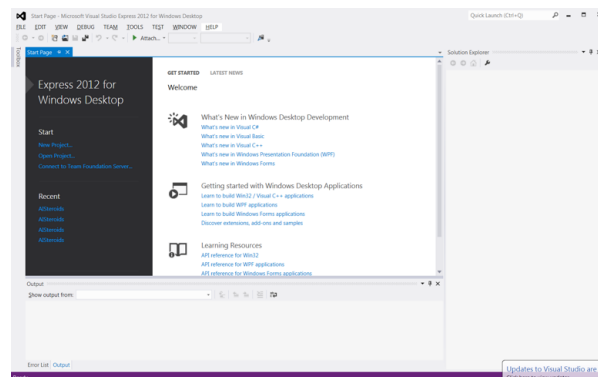 Start Page - Microsoft Visual Studio Express 2012 for Windows Desktop
Quick Launch (Ctrl+Q)
FILE EDIT VIEW DEBUG TEAM TOOLS TEST WINDOW HELP
Attach...
Toolbox
Start Page
Express 2012 for
Windows Desktop
Start
New Project...
Open Project...
Connect to Team Foundation Server...
Recent
AISteroids
AISteroids
AISteroids
AISteroids
GET STARTED LATEST NEWS
Welcome
What's New in Windows Desktop Development
What's new in Visual C#
What's new in Visual Basic
What's new in Visual C++
What's new in Windows Presentation Foundation (WPF)
What's new in Windows Forms
Getting started with Windows Desktop Applications
Learn to build Win32 / Visual C++ applications
Learn to build WPF applications
Learn to build Windows Forms applications
Discover extensions, add-ons and samples
Learning Resources
API reference for Win32
API reference for WPF applications
API reference for Windows Forms applications
Solution Explorer
Output
Show output from:
Error List Output
Updates to Visual Studio are